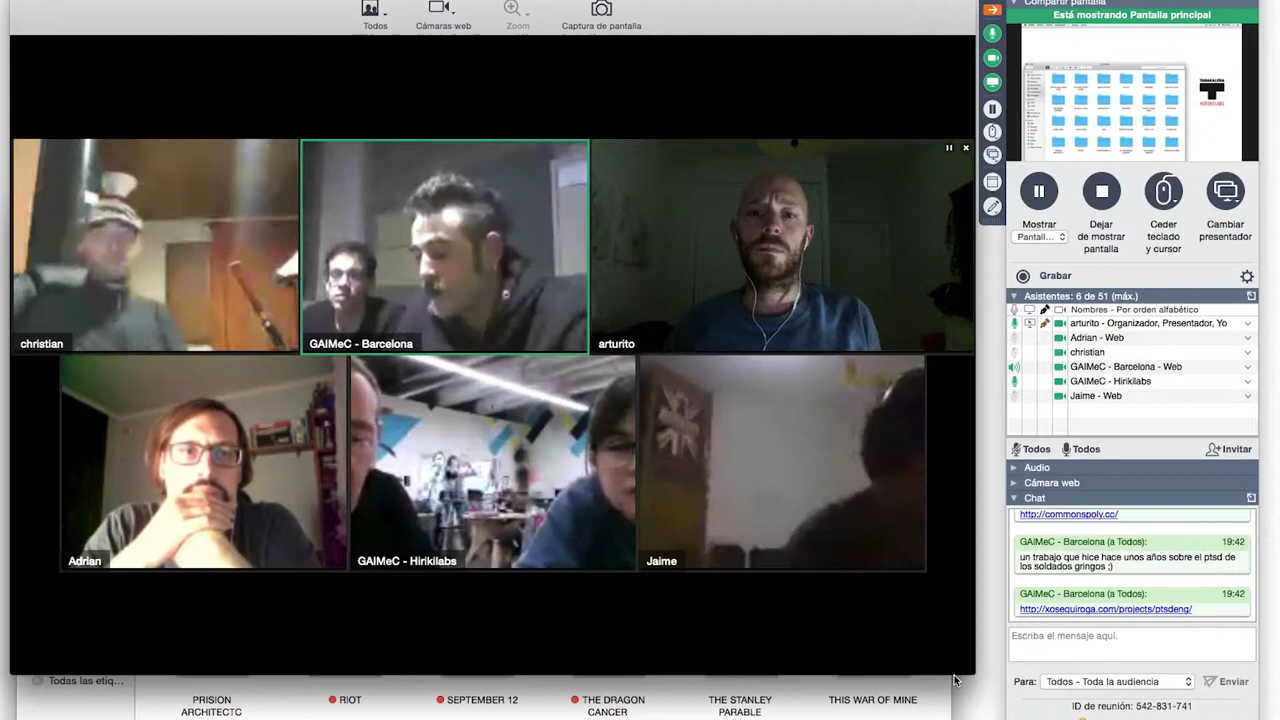 Todos
Cámaras web
Zoom
Captura de pantalla
christian
GAIMeC - Barcelona
arturito
Adrian
GAIMeC - Hirikilabs
Jaime
Todas las etiq...
PRISION
ARCHITECTC
RIOT
SEPTEMBER 12
THE DRAGON
CANCER
THE STANLEY
PARABLE
THIS WAR OF MINE
Compartir pantalla
Está mostrando Pantalla principal
TABAKALERA
HIRIKILABS
Mostrar
Pantall...
Dejar
de mostrar
pantalla
Ceder
teclado
y cursor
Cambiar
presentador
Grabar
Asistentes: 6 de 51 (máx.)
Nombres - Por orden alfabético
arturito - Organizador, Presentador, Yo
Adrian - Web
christian
GAIMeC - Barcelona - Web
GAIMeC - Hirikilabs
Jaime - Web
Todos
Todos
Invitar
Audio
Cámara web
Chat
http://commonspoly.cc/
GAIMeC - Barcelona (a Todos): 19:42
un trabajo que hice hace unos años sobre el ptsd de
los soldados gringos ;)
GAIMeC - Barcelona (a Todos): 19:42
http://xosequiroga.com/projects/ptsdeng/
Escriba el mensaje aquí.
Para: Todos - Toda la audiencia
Enviar
ID de reunión: 542-831-741